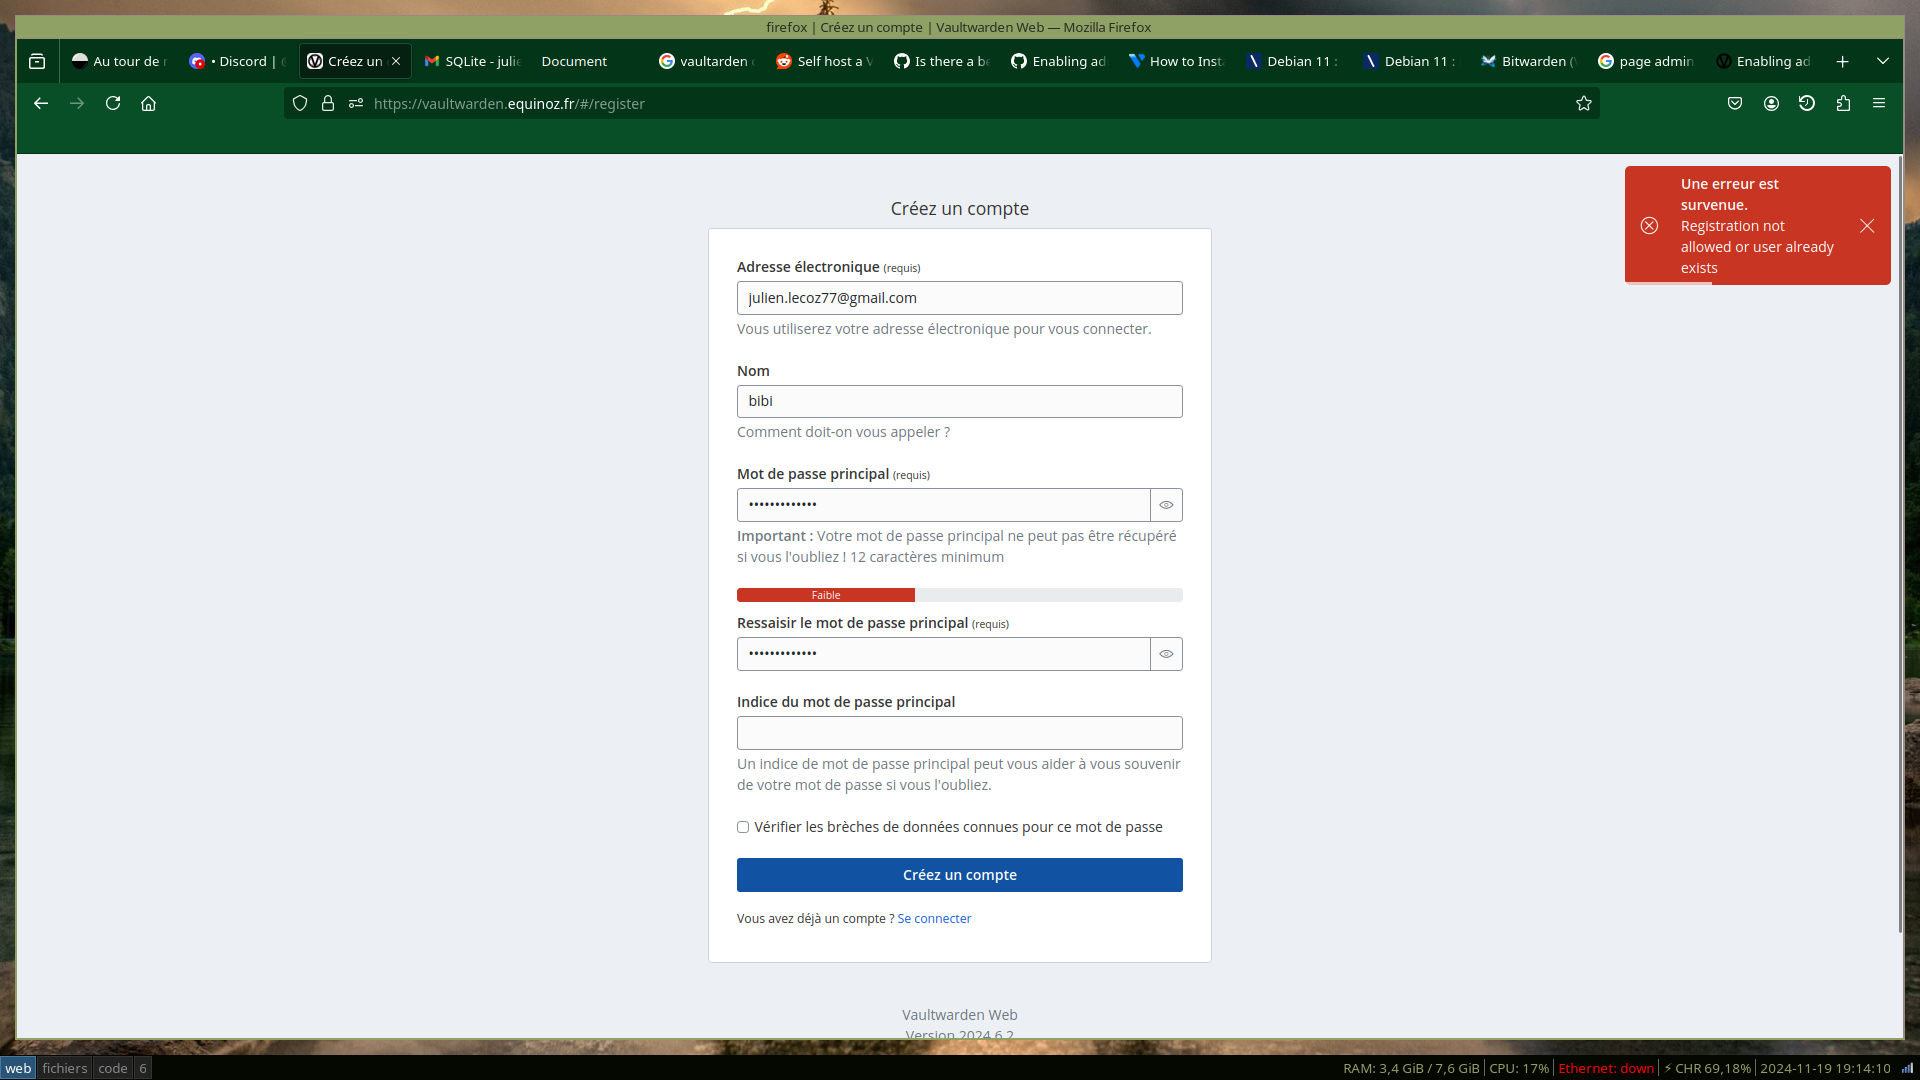 firefox | Créez un compte | Vaultwarden Web — Mozilla Firefox
Au tour de r
• Discord | (
Créez un
SQLite - julie
Document
vaultarden
Self host a V
Is there a be
Enabling ad
How to Inst
Debian 11 :
Debian 11 :
Bitwarden (
page admin
Enabling ad
https://vaultwarden.equinoz.fr/#/register
Une erreur est
survenue.
Registration not
allowed or user already
exists
Créez un compte
Adresse électronique (requis)
julien.lecoz77@gmail.com
Vous utiliserez votre adresse électronique pour vous connecter.
Nom
bibi
Comment doit-on vous appeler ?
Mot de passe principal (requis)
•••••••••••••
Important : Votre mot de passe principal ne peut pas être récupéré
si vous l'oubliez ! 12 caractères minimum
Faible
Ressaisir le mot de passe principal (requis)
•••••••••••••
Indice du mot de passe principal
Un indice de mot de passe principal peut vous aider à vous souvenir
de votre mot de passe si vous l'oubliez.
Vérifier les brèches de données connues pour ce mot de passe
Créez un compte
Vous avez déjà un compte ? Se connecter
Vaultwarden Web
Version 2024.6.2
web fichiers code 6
RAM: 3,4 GiB / 7,6 GiB | CPU: 17% | Ethernet: down | ⚡ CHR 69,18% | 2024-11-19 19:14:10